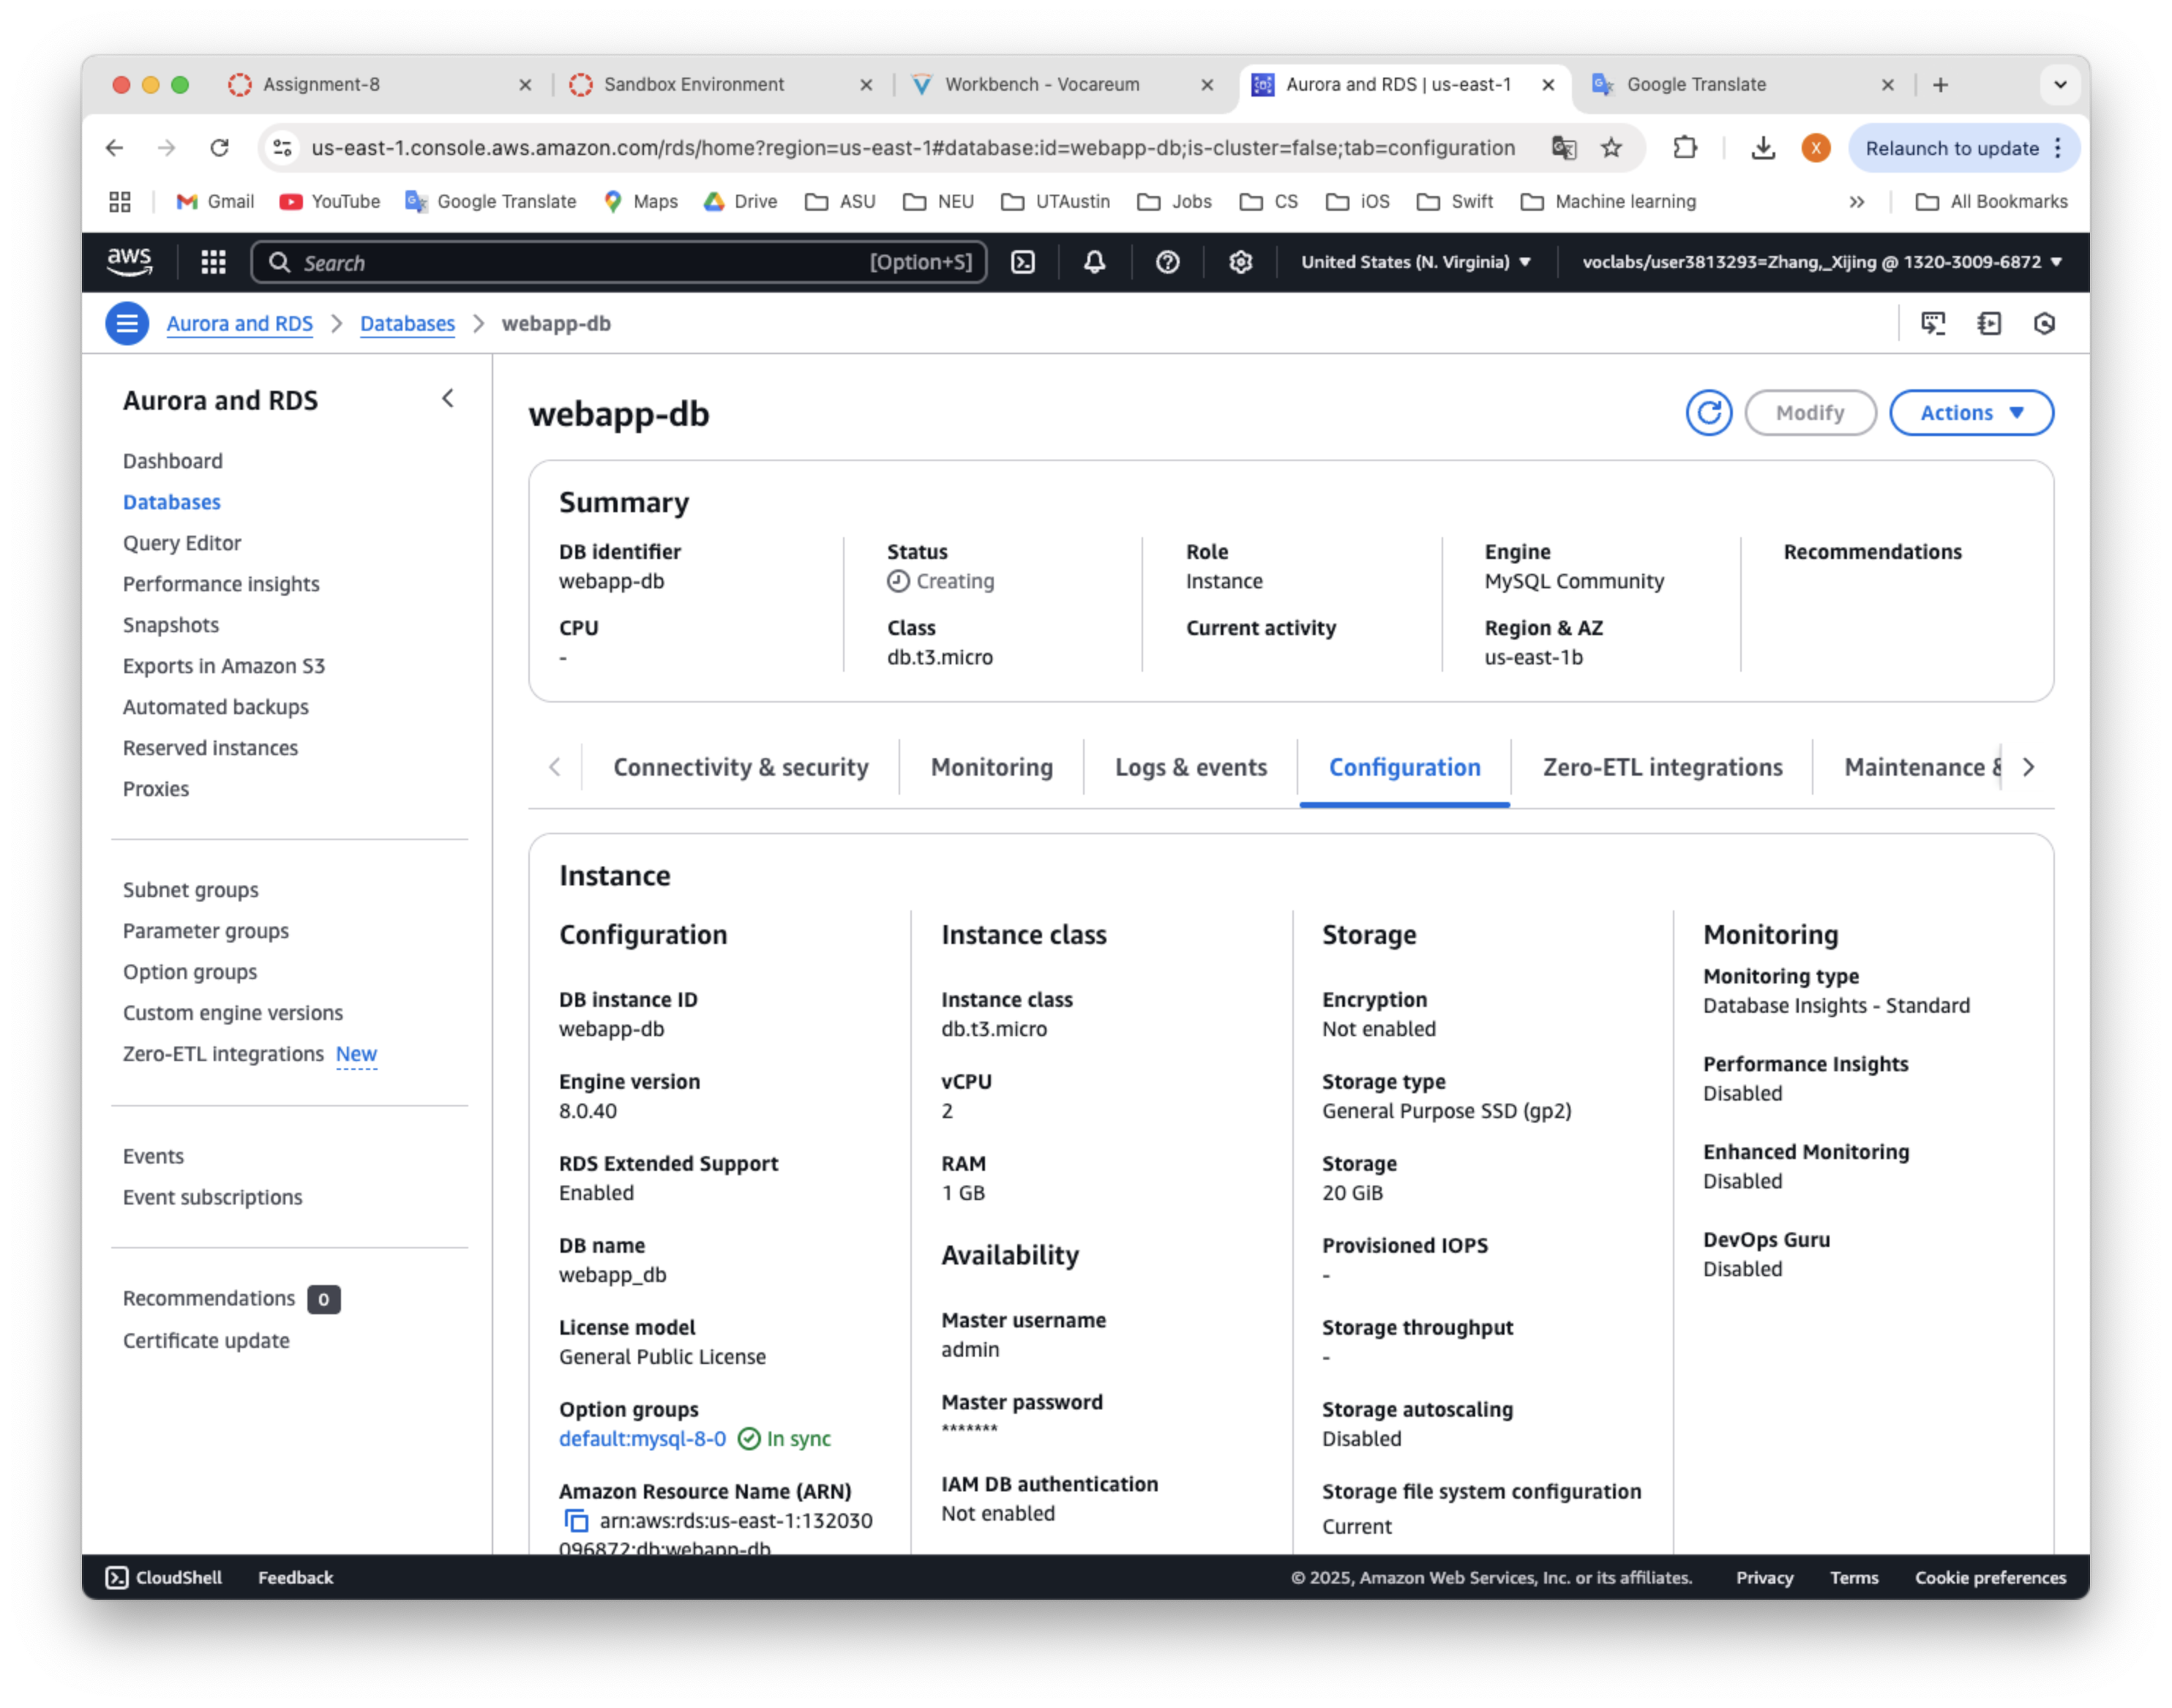 Assignment-8
Sandbox Environment
Workbench - Vocareum
Aurora and RDS | us-east-1
Google Translate
us-east-1.console.aws.amazon.com/rds/home?region=us-east-1#database:id=webapp-db;is-cluster=false;tab=configuration
X
Relaunch to update
Gmail
YouTube
Google Translate
Maps
Drive
ASU
NEU
UTAustin
Jobs
CS
iOS
Swift
Machine learning
»
All Bookmarks
aws
Search
[Option+S]
United States (N. Virginia)
voclabs/user3813293=Zhang,_Xijing @ 1320-3009-6872
Aurora and RDS > Databases > webapp-db
Aurora and RDS
Dashboard
Databases
Query Editor
Performance insights
Snapshots
Exports in Amazon S3
Automated backups
Reserved instances
Proxies
Subnet groups
Parameter groups
Option groups
Custom engine versions
Zero-ETL integrations New
Events
Event subscriptions
Recommendations 0
Certificate update
webapp-db
Modify
Actions
Summary
DB identifier
webapp-db
CPU
-
Status
Creating
Class
db.t3.micro
Role
Instance
Current activity
Engine
MySQL Community
Region & AZ
us-east-1b
Recommendations
Connectivity & security
Monitoring
Logs & events
Configuration
Zero-ETL integrations
Maintenance &
Instance
Configuration
DB instance ID
webapp-db
Engine version
8.0.40
RDS Extended Support
Enabled
DB name
webapp_db
License model
General Public License
Option groups
default:mysql-8-0 In sync
Amazon Resource Name (ARN)
arn:aws:rds:us-east-1:132030
096872:db:webapp-db
Instance class
Instance class
db.t3.micro
vCPU
2
RAM
1 GB
Availability
Master username
admin
Master password
*******
IAM DB authentication
Not enabled
Storage
Encryption
Not enabled
Storage type
General Purpose SSD (gp2)
Storage
20 GiB
Provisioned IOPS
-
Storage throughput
-
Storage autoscaling
Disabled
Storage file system configuration
Current
Monitoring
Monitoring type
Database Insights - Standard
Performance Insights
Disabled
Enhanced Monitoring
Disabled
DevOps Guru
Disabled
CloudShell
Feedback
© 2025, Amazon Web Services, Inc. or its affiliates.
Privacy
Terms
Cookie preferences